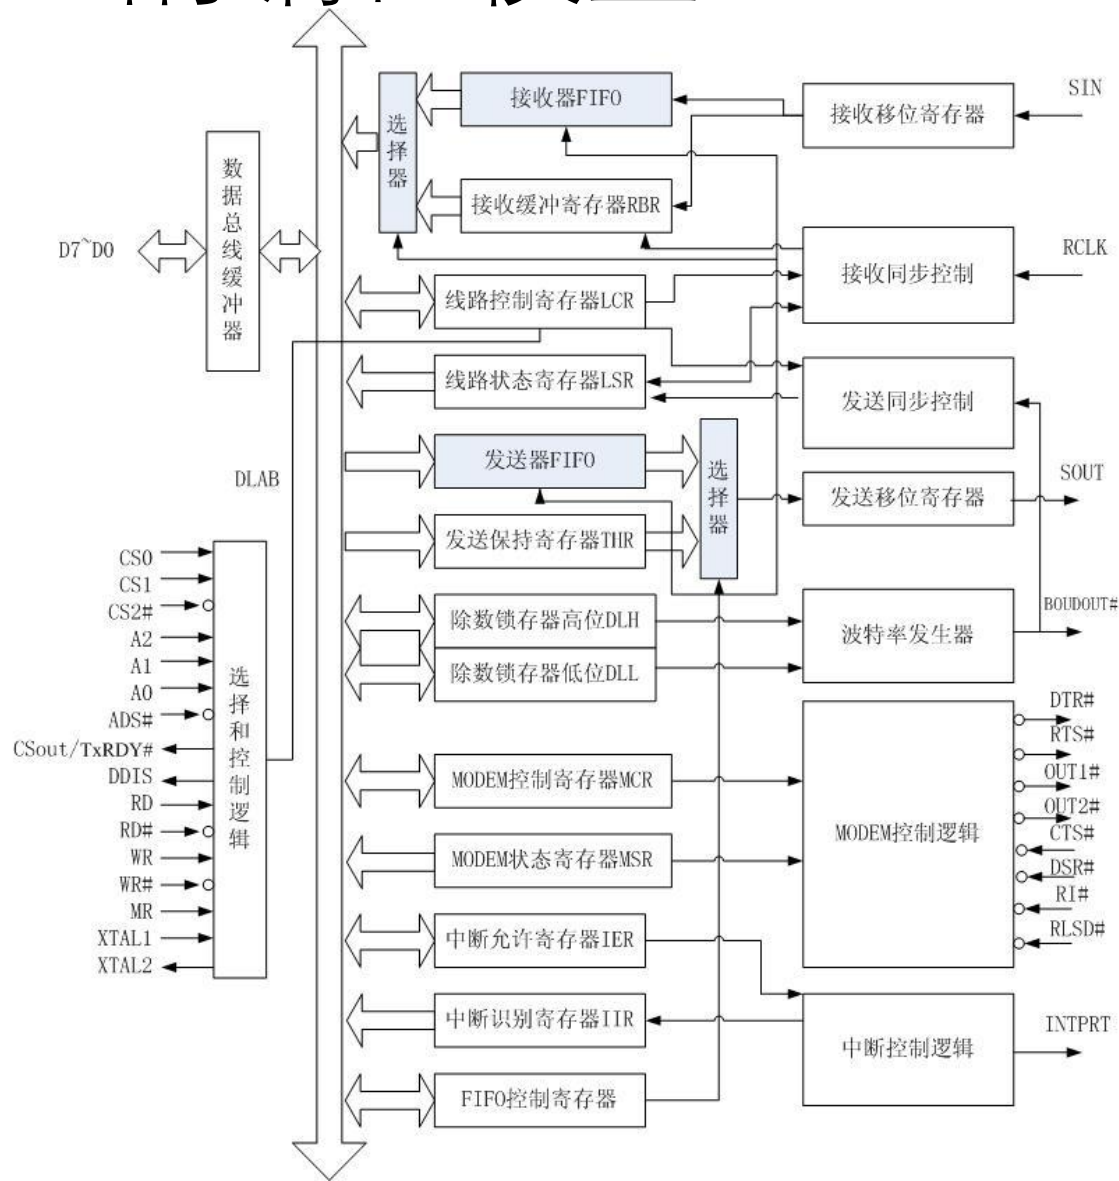 接收器FIFO
接收移位寄存器
SIN
选择器
数据总线缓冲器
接收缓冲寄存器RBR
D7~D0
接收同步控制
RCLK
线路控制寄存器LCR
线路状态寄存器LSR
发送同步控制
DLAB
发送器FIFO
选择器
发送移位寄存器
SOUT
发送保持寄存器THR
CS0
CS1
CS2#
A2
A1
A0
ADS#
CSout/TxRDY#
DDIS
RD
RD#
WR
WR#
MR
XTAL1
XTAL2
选择和控制逻辑
除数锁存器高位DLH
除数锁存器低位DLL
波特率发生器
BOUDOUT#
MODEM控制寄存器MCR
MODEM状态寄存器MSR
MODEM控制逻辑
DTR#
RTS#
OUT1#
OUT2#
CTS#
DSR#
RI#
RLSD#
中断允许寄存器IER
中断识别寄存器IIR
中断控制逻辑
INTPRT
FIFO控制寄存器